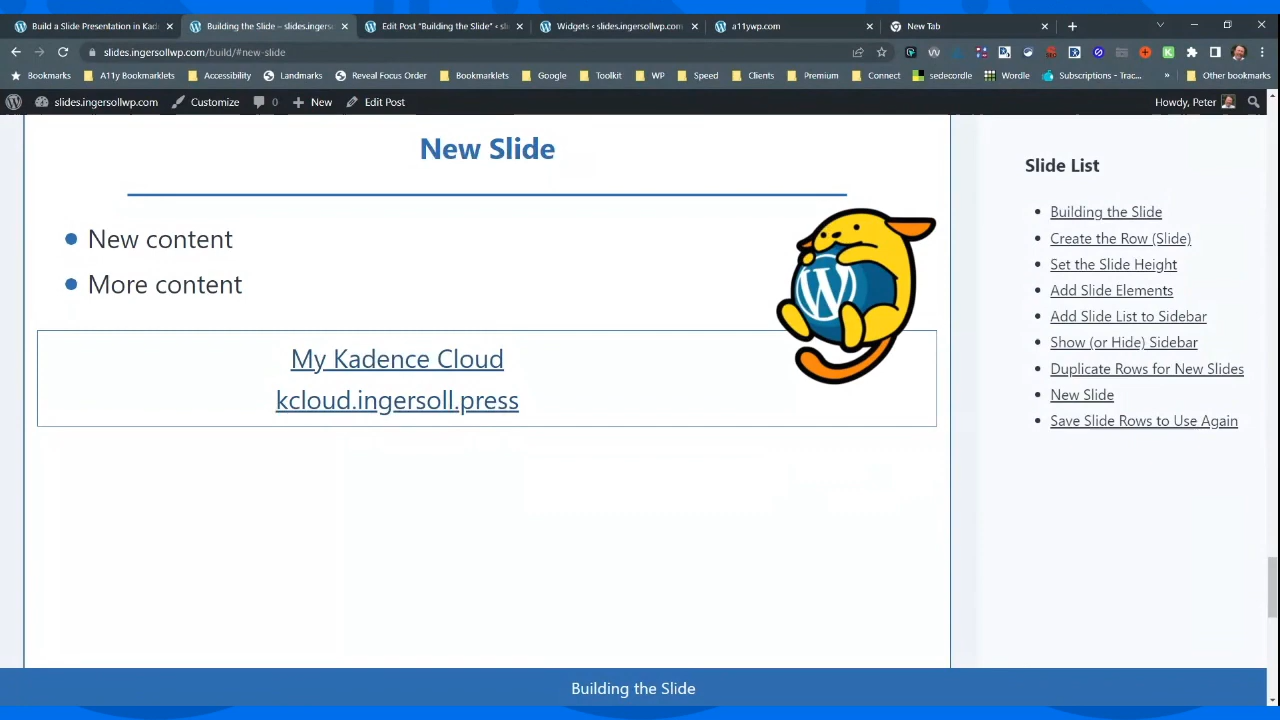 Build a Slide Presentation in Kad
Building the Slide – slides.ingers
Edit Post "Building the Slide" ‹ sl
Widgets ‹ slides.ingersollwp.com
a11ywp.com
New Tab
slides.ingersollwp.com/build/#new-slide
Bookmarks
A11y Bookmarklets
Accessibility
Landmarks
Reveal Focus Order
Bookmarklets
Google
Toolkit
WP
Speed
Clients
Premium
Connect
sedecordle
Wordle
Subscriptions - Trac...
»
Other bookmarks
slides.ingersollwp.com
Customize
0
New
Edit Post
Howdy, Peter
New Slide
New content
More content
My Kadence Cloud
kcloud.ingersoll.press
Slide List
Building the Slide
Create the Row (Slide)
Set the Slide Height
Add Slide Elements
Add Slide List to Sidebar
Show (or Hide) Sidebar
Duplicate Rows for New Slides
New Slide
Save Slide Rows to Use Again
Building the Slide